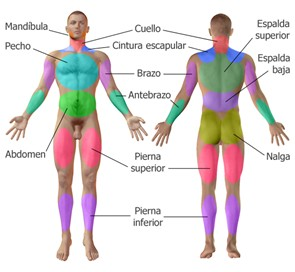 Mandíbula
Pecho
Abdomen
Cuello
Cintura escapular
Brazo
Antebrazo
Pierna
superior
Pierna
inferior
Espalda
superior
Espalda
baja
Nalga